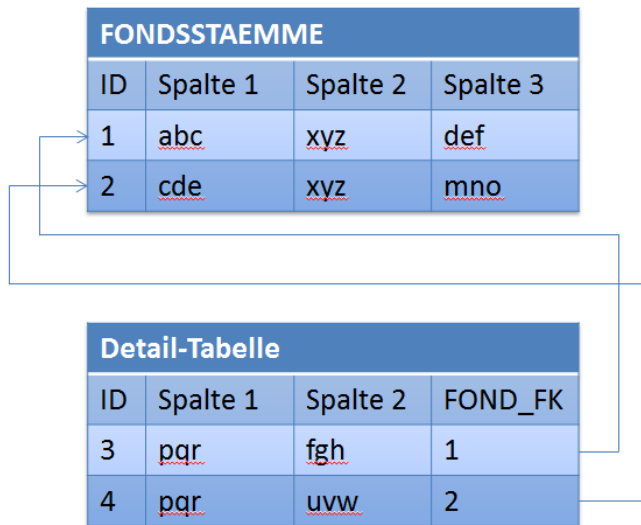 FONDSSTAEMME
ID Spalte 1 Spalte 2 Spalte 3
1 abc xyz def
2 cde xyz mno
Detail-Tabelle
ID Spalte 1 Spalte 2 FOND_FK
3 pqr fgh 1
4 pqr uvw 2